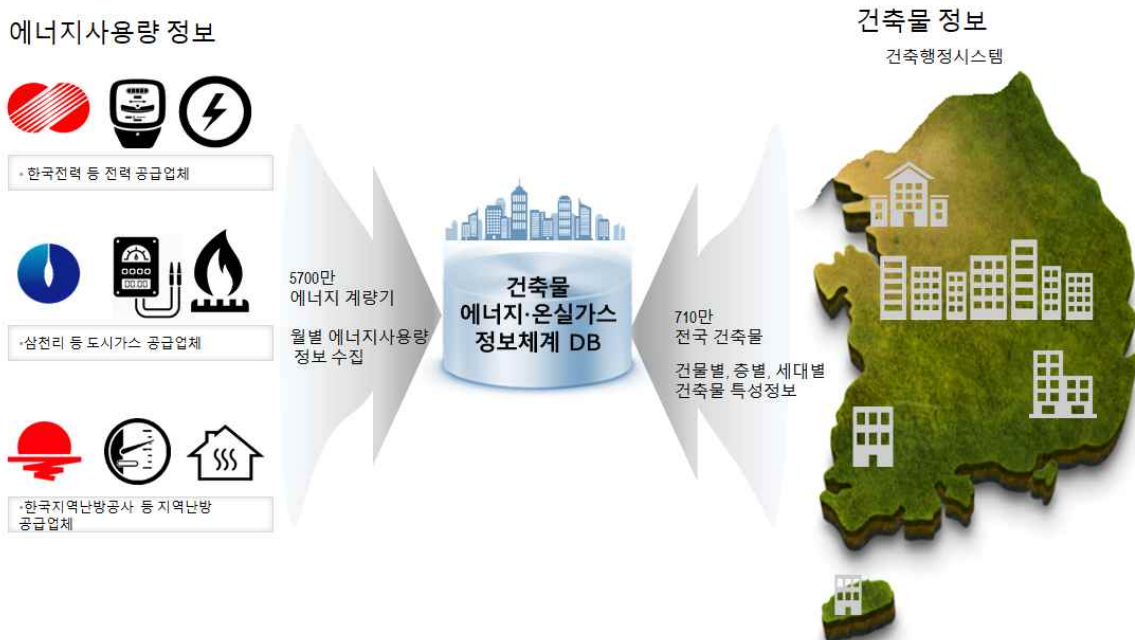 에너지사용량 정보
• 한국전력 등 전력 공급업체
•삼천리 등 도시가스 공급업체
•한국지역난방공사 등 지역난방
공급업체
5700만
에너지 계량기
월별 에너지사용량
정보 수집
건축물
에너지·온실가스
정보체계 DB
710만
전국 건축물
건물별, 층별, 세대별
건축물 특성정보
건축물 정보
건축행정시스템